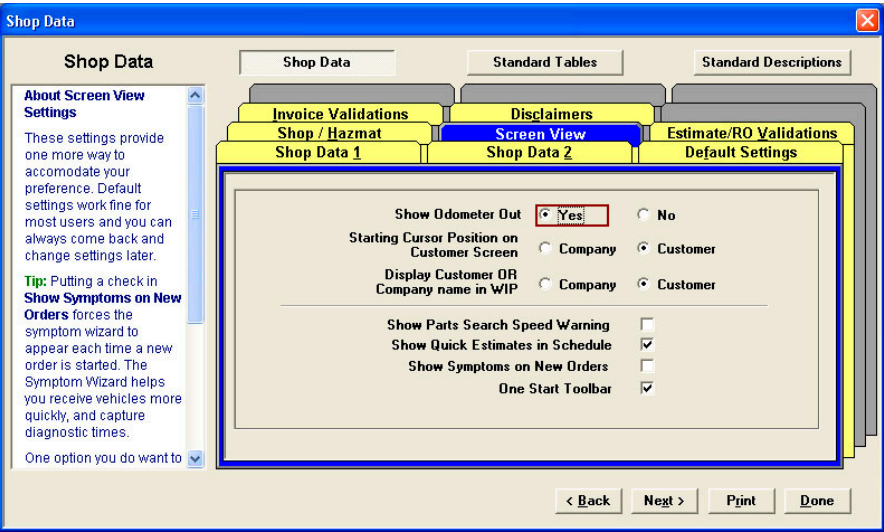 Shop Data
Shop Data
Shop Data
Standard Tables
Standard Descriptions
About Screen View
Settings
These settings provide
one more way to
accomodate your
preference. Default
settings work fine for
most users and you can
always come back and
change settings later.
Tip: Putting a check in
Show Symptoms on New
Orders forces the
symptom wizard to
appear each time a new
order is started. The
Symptom Wizard helps
you receive vehicles more
quickly, and capture
diagnostic times.
One option you do want to
Invoice Validations
Disclaimers
Shop / Hazmat
Screen View
Estimate/RO Validations
Shop Data 1
Shop Data 2
Default Settings
Show Odometer Out
Yes
No
Starting Cursor Position on
Customer Screen
Company
Customer
Display Customer OR
Company name in WIP
Company
Customer
Show Parts Search Speed Warning
Show Quick Estimates in Schedule
Show Symptoms on New Orders
One Start Toolbar
< Back
Next >
Print
Done